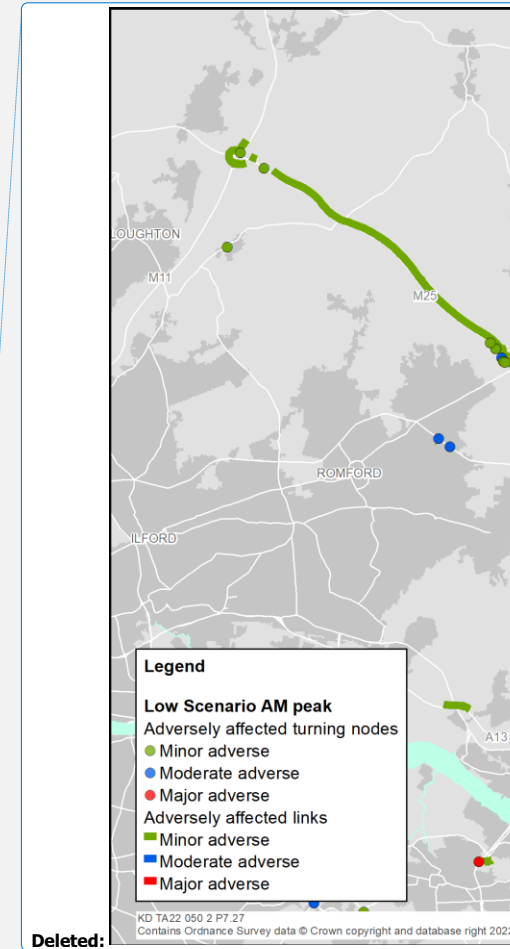 LOUGHTON
M11
M25
ROMFORD
ILFORD
Legend
Low Scenario AM peak
Adversely affected turning nodes
Minor adverse
Moderate adverse
Major adverse
Adversely affected links
Minor adverse
Moderate adverse
Major adverse
A13
KD TA22 050 2 P7.27
Contains Ordnance Survey data © Crown copyright and database right 2022
Deleted: